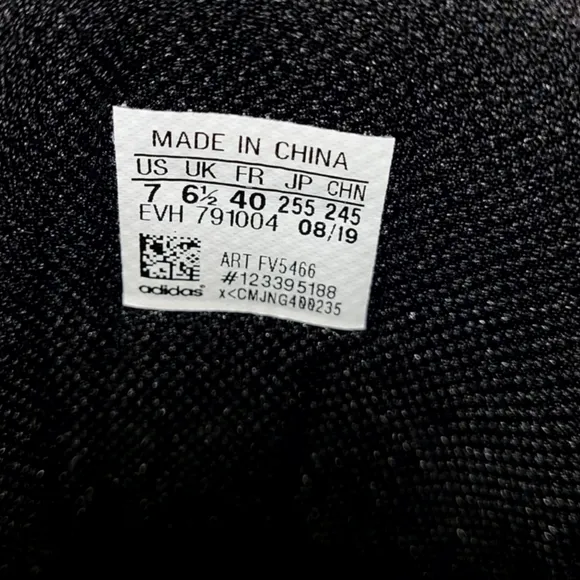 MADE IN CHINA
US UK FR JP CHN
7 6½ 40 255 245
EVH 791004 08/19
ART FV5466
#123395188
adidas x<CMJNG400235